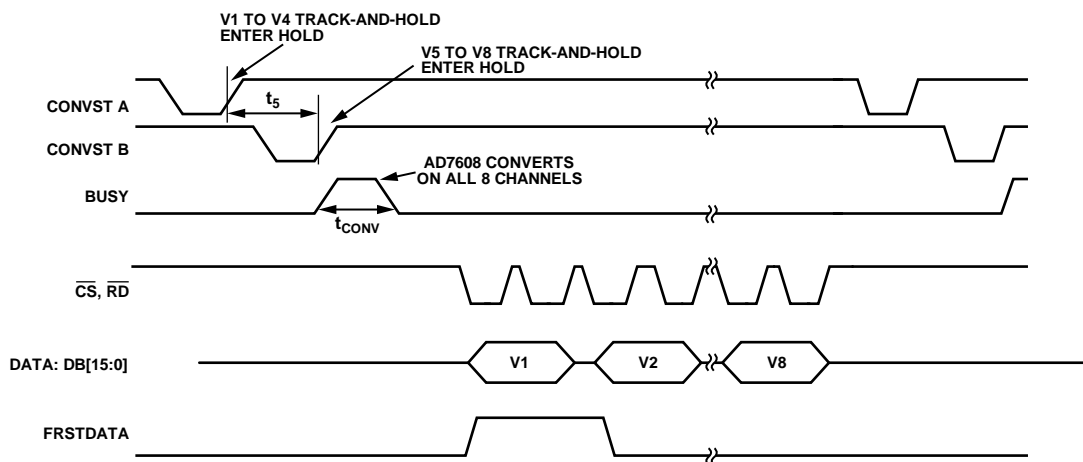 V1 TO V4 TRACK-AND-HOLD
ENTER HOLD
V5 TO V8 TRACK-AND-HOLD
ENTER HOLD
CONVST A
t5
CONVST B
AD7608 CONVERTS
ON ALL 8 CHANNELS
BUSY
tCONV
CS, RD
DATA: DB[15:0]
V1
V2
V8
FRSTDATA